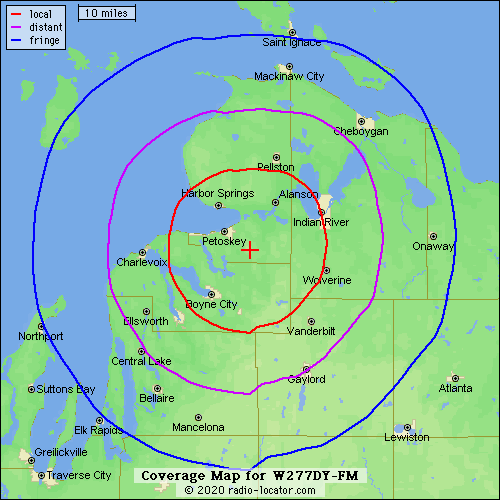 local
distant
fringe
10 miles
Saint Ignace
Mackinaw City
Cheboygan
Pellston
Harbor Springs
Alanson
Indian River
Petoskey
Onaway
Charlevoix
Wolverine
Boyne City
Ellsworth
Vanderbilt
Northport
Central Lake
Gaylord
Suttons Bay
Atlanta
Bellaire
Elk Rapids
Mancelona
Lewiston
Greilickville
Traverse City
Coverage Map for W277DY-FM
© 2020 radio-locator.com